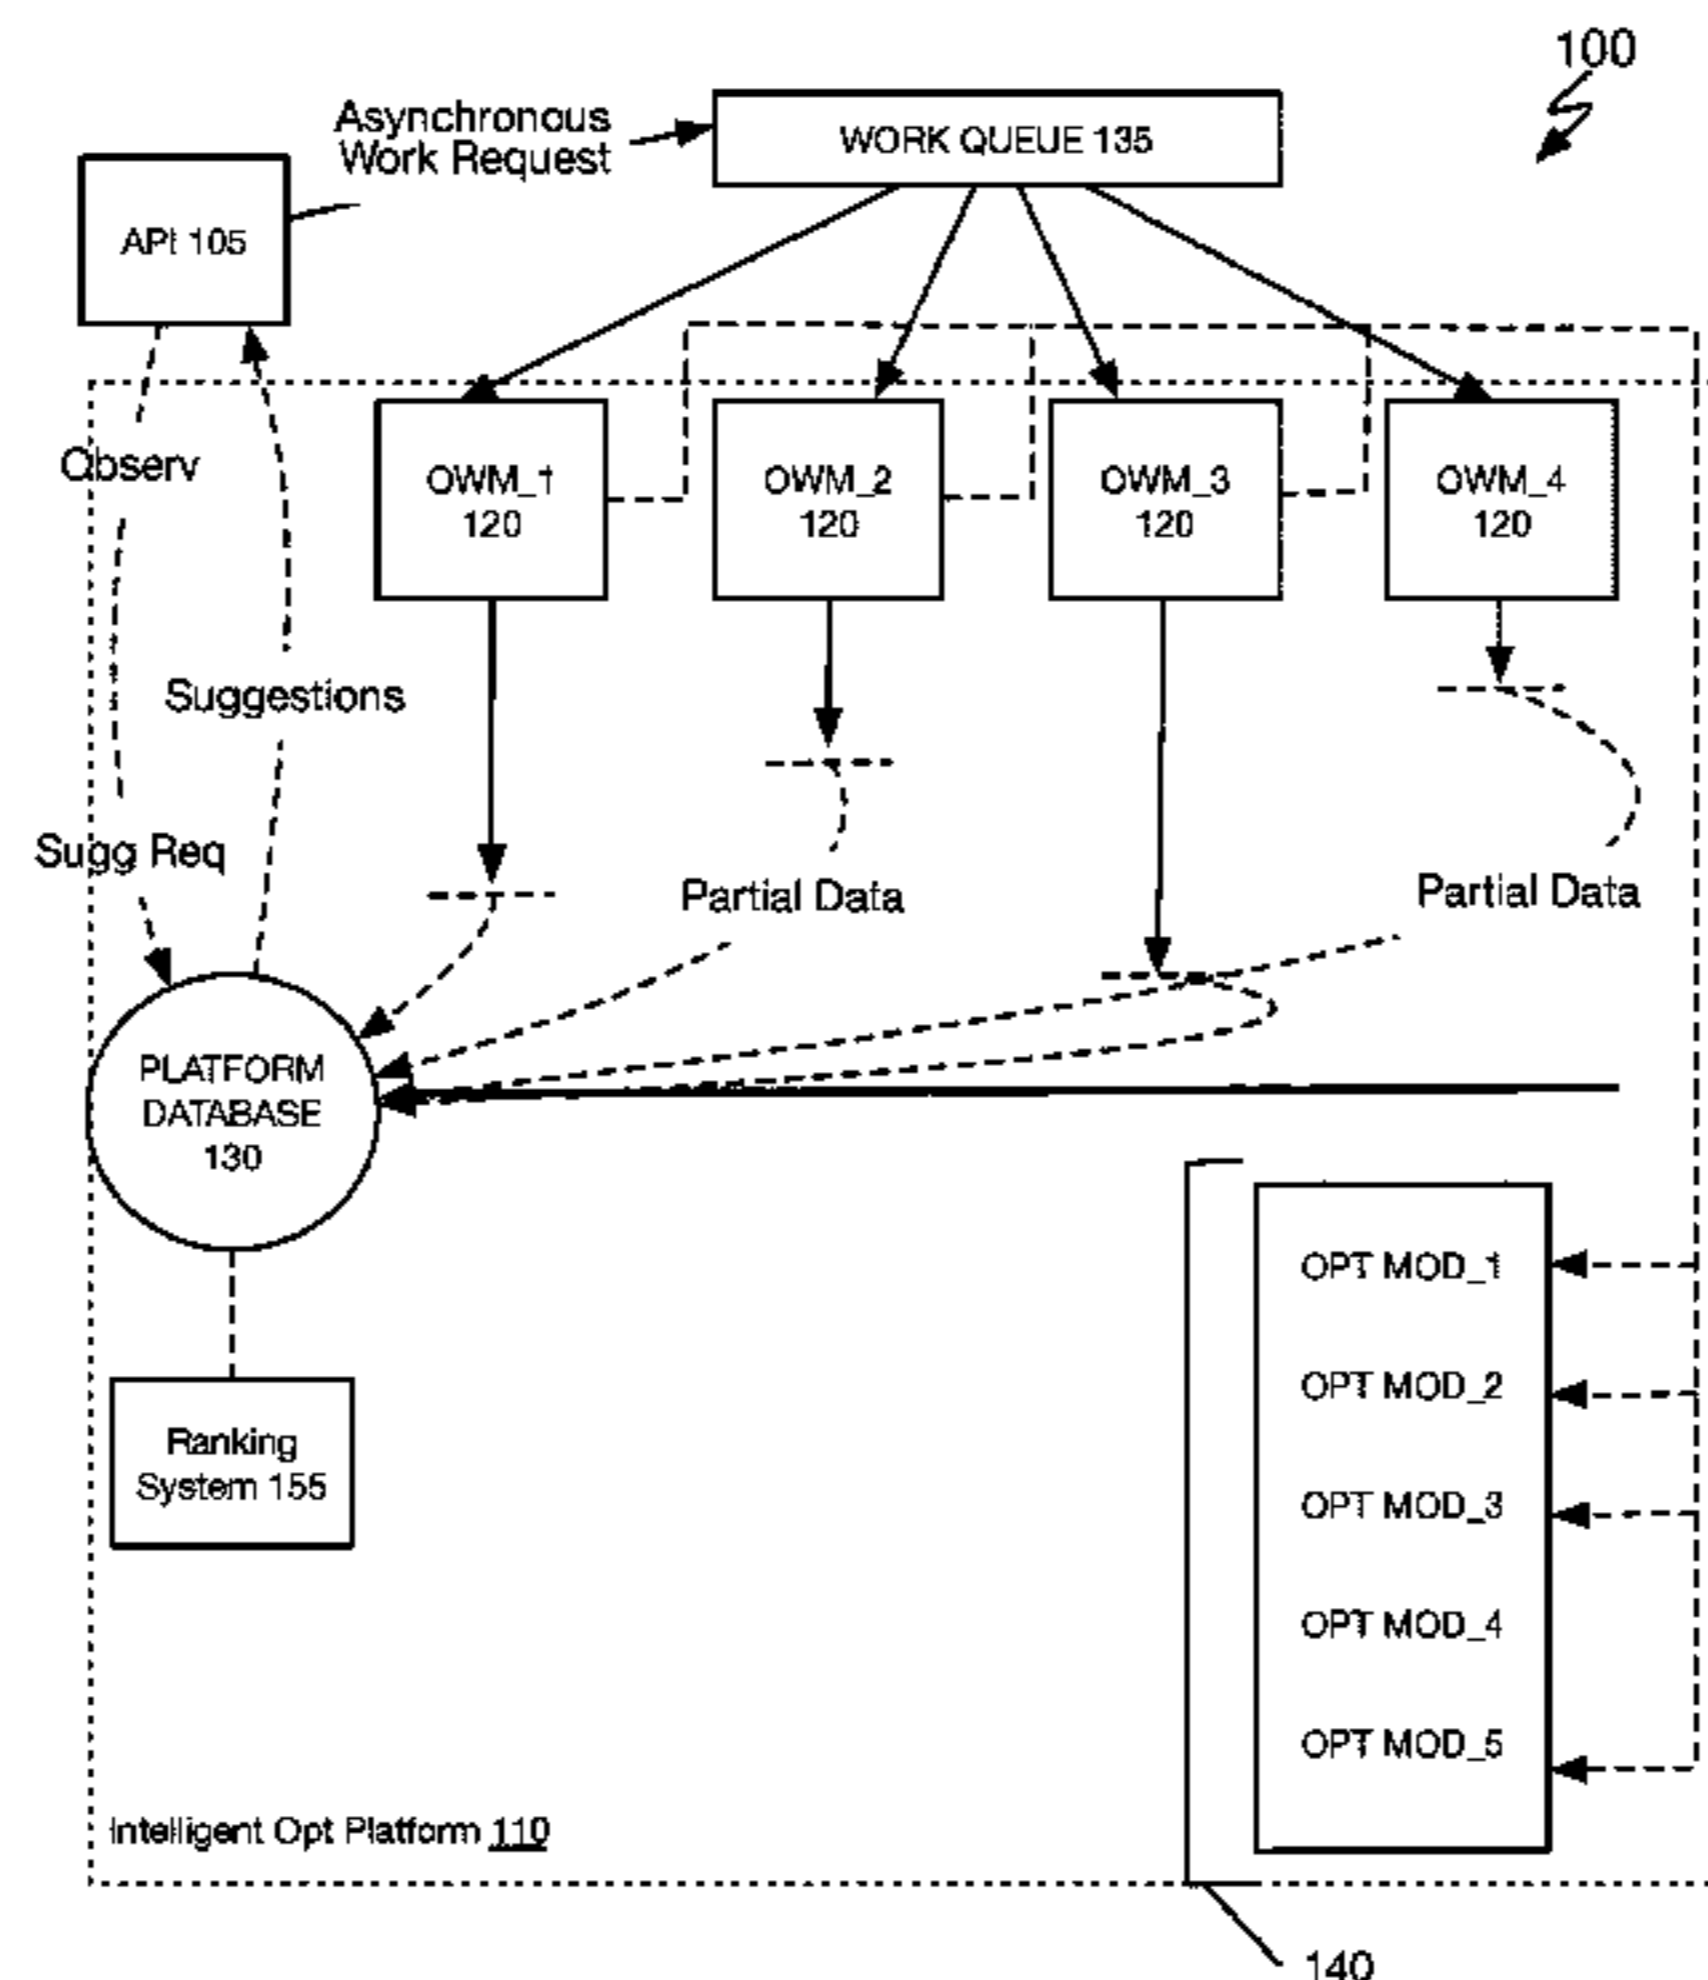 100
Asynchronous
Work Request
WORK QUEUE 135
API 105
Observ
OWM_1
120
OWM_2
120
OWM_3
120
OWM_4
120
Suggestions
Sugg Req
Partial Data
Partial Data
PLATFORM
DATABASE
130
OPT MOD_1
OPT MOD_2
OPT MOD_3
OPT MOD_4
OPT MOD_5
Ranking
System 155
Intelligent Opt Platform 110
140